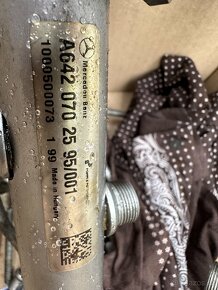 Mercedes Benz
A642 070 25 95/001
1000500073
1 99 Made in Hungary